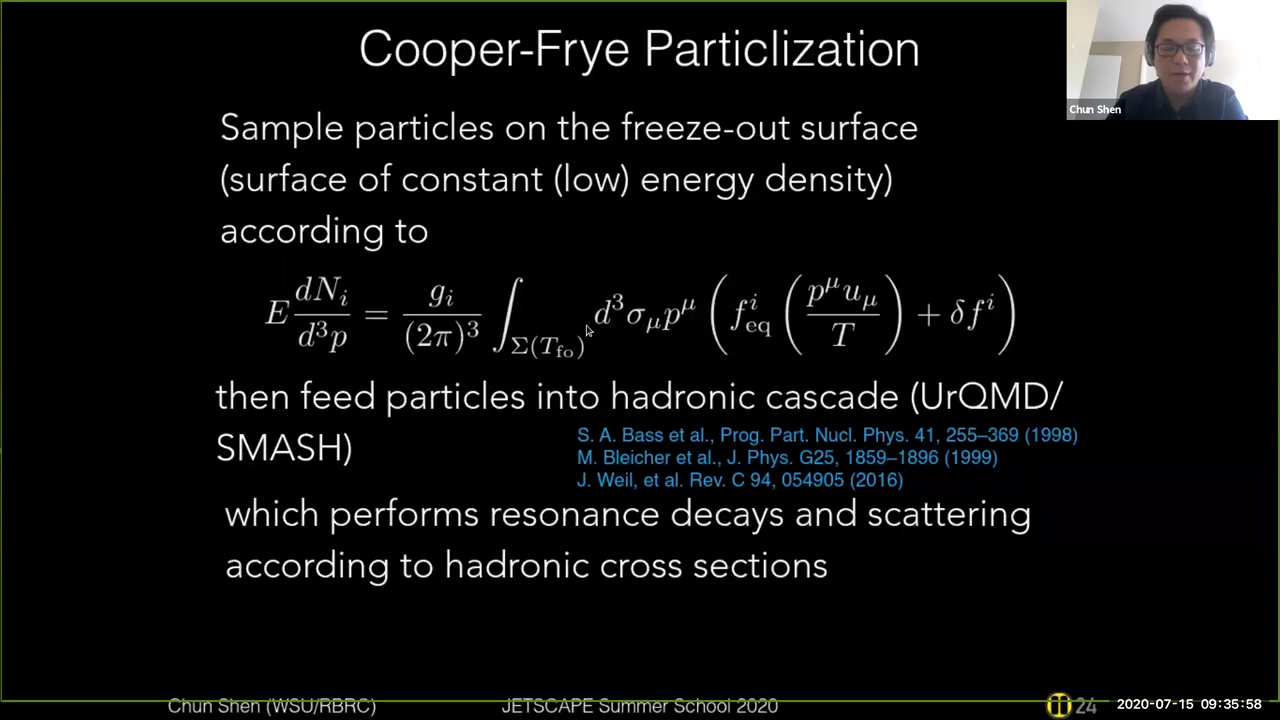 Cooper-Frye Particlization
Chun Shen
Sample particles on the freeze-out surface
(surface of constant (low) energy density)
according to
E dN_i/d³p = g_i/(2π)³ ∫_Σ(T_fo) d³σ_μ p^μ ( f^i_eq ( p^μ u_μ / T ) + δf^i )
then feed particles into hadronic cascade (UrQMD/
SMASH)
S. A. Bass et al., Prog. Part. Nucl. Phys. 41, 255–369 (1998)
M. Bleicher et al., J. Phys. G25, 1859–1896 (1999)
J. Weil, et al. Rev. C 94, 054905 (2016)
which performs resonance decays and scattering
according to hadronic cross sections
Chun Shen (WSU/RBRC)
JETSCAPE Summer School 2020
24
2020-07-15 09:35:58